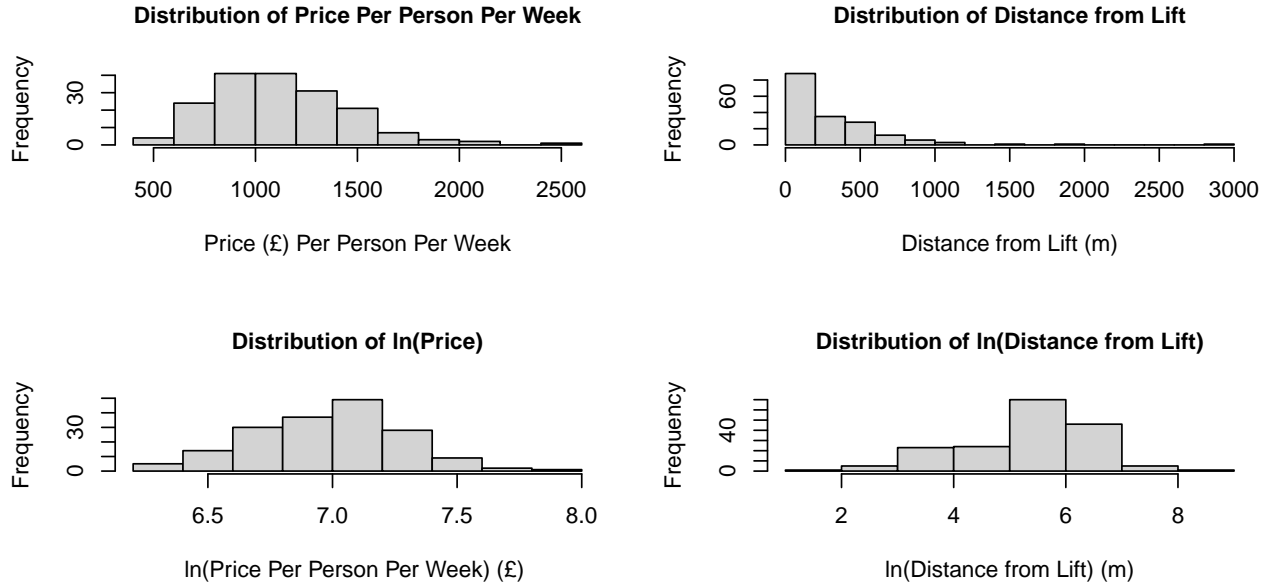 Distribution of Price Per Person Per Week
Frequency
0 30
500 1000 1500 2000 2500
Price (£) Per Person Per Week
Distribution of Distance from Lift
Frequency
0 60
0 500 1000 1500 2000 2500 3000
Distance from Lift (m)
Distribution of ln(Price)
Frequency
0 30
6.5 7.0 7.5 8.0
ln(Price Per Person Per Week) (£)
Distribution of ln(Distance from Lift)
Frequency
0 40
2 4 6 8
ln(Distance from Lift) (m)